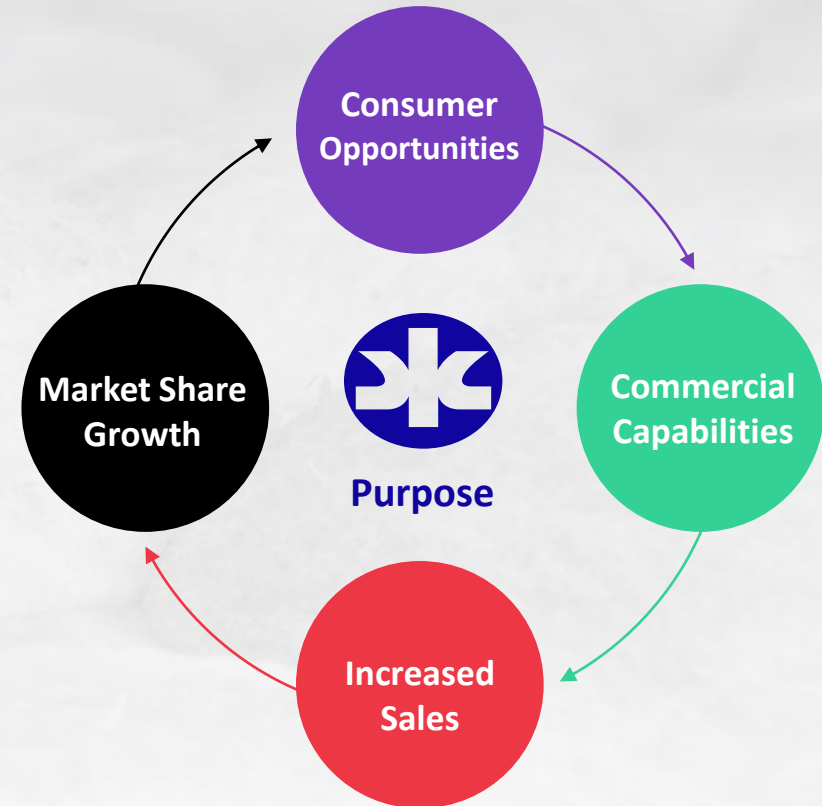 Consumer
Opportunities
Commercial
Capabilities
Increased
Sales
Market Share
Growth
Purpose